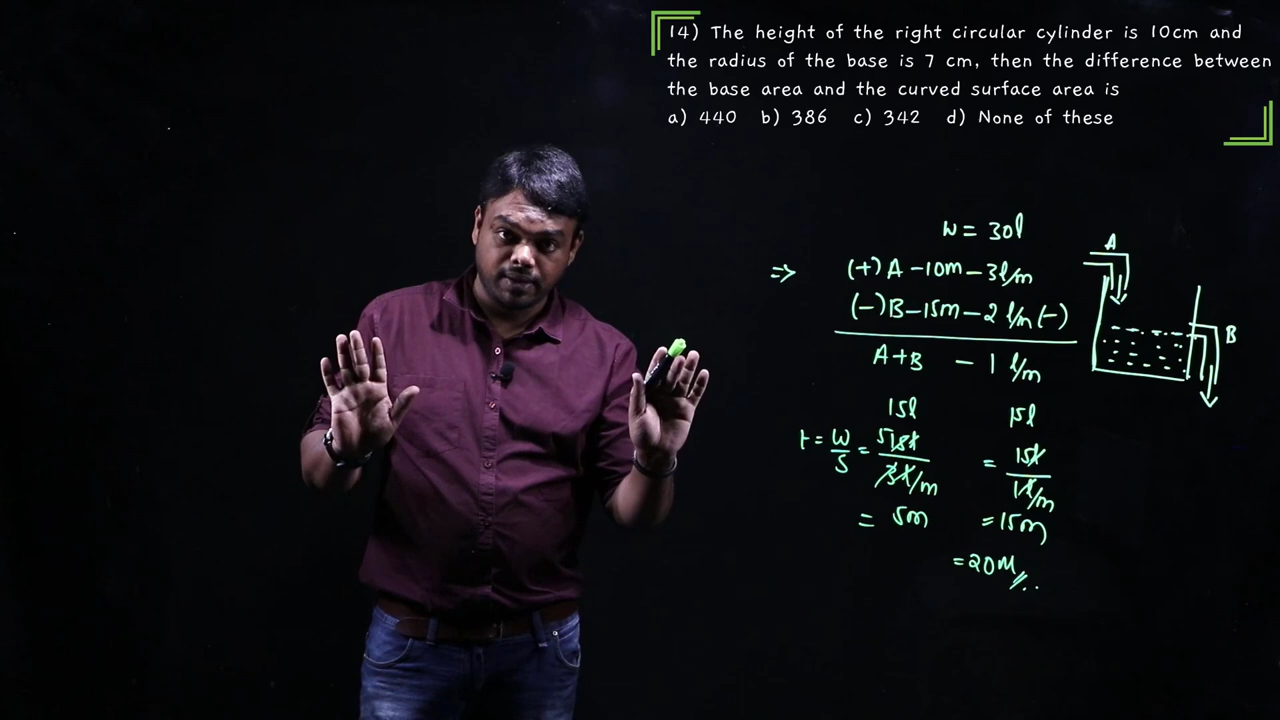 14) The height of the right circular cylinder is 10cm and
the radius of the base is 7 cm, then the difference between
the base area and the curved surface area is
a) 440 b) 386 c) 342 d) None of these
W = 30l
⇒ (+) A - 10m - 3l/m
(-) B - 15m - 2 l/m (-)
A+B - 1 l/m
15l 15l
t = W/S = 15l/3l/m = 15l/1l/m
= 5m = 15m
= 20m
A
B